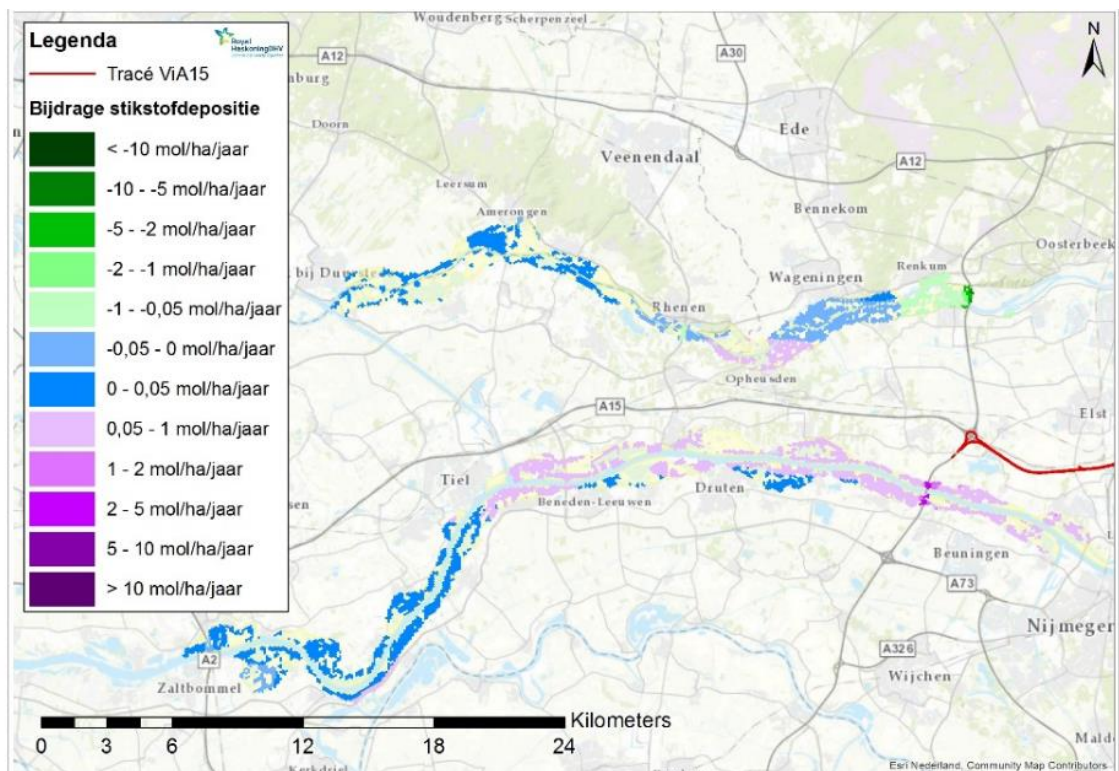 Woudenberg Scherpenzeel
Legenda
Royal
HaskoningDHV
N
A12
A30
Tracé ViA15
nburg
Ede
Bijdrage stikstofdepositie
Doorn
Veenendaal
< -10 mol/ha/jaar
A12
-10 - -5 mol/ha/jaar
Leersum
Bennekom
Amerongen
-5 - -2 mol/ha/jaar
Oosterbeek
-2 - -1 mol/ha/jaar
bij Duurstede
Wageningen
Renkum
-1 - -0,05 mol/ha/jaar
Rhenen
-0,05 - 0 mol/ha/jaar
Opheusden
0 - 0,05 mol/ha/jaar
A15
Elst
0,05 - 1 mol/ha/jaar
1 - 2 mol/ha/jaar
Tiel
Beneden-Leeuwen
Druten
2 - 5 mol/ha/jaar
5 - 10 mol/ha/jaar
Beuningen
> 10 mol/ha/jaar
A73
Nijmegen
A2
A326
Zaltbommel
Wijchen
Kilometers
0 3 6 12 18 24
Malde
Kerkdriel
Esri Nederland, Community Map Contributors